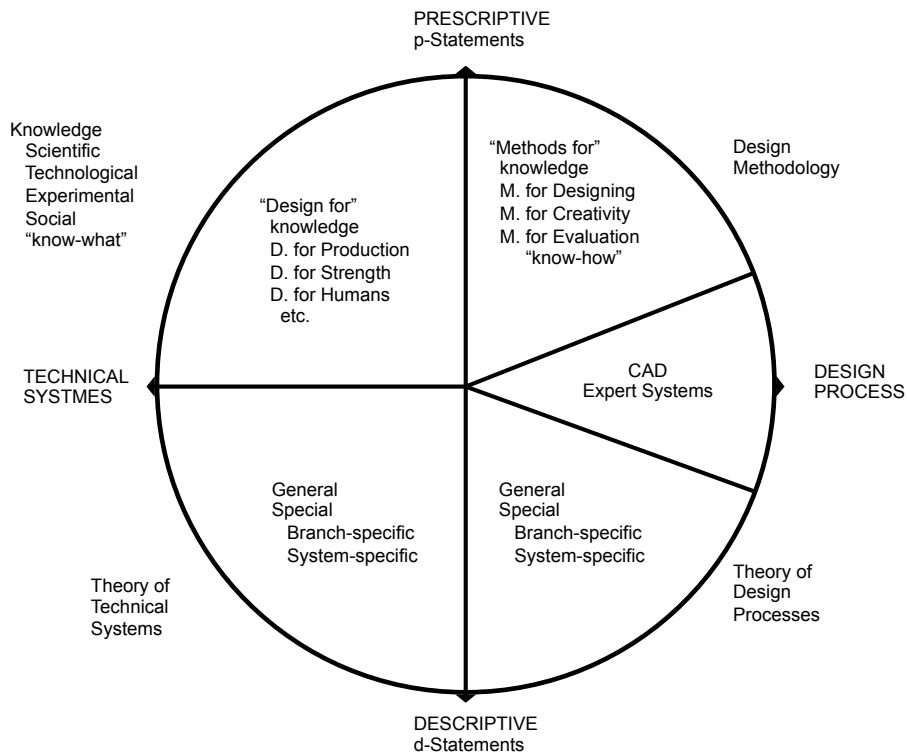 PRESCRIPTIVE
p-Statements
Knowledge
Scientific
Technological
Experimental
Social
“know-what”
“Design for”
knowledge
D. for Production
D. for Strength
D. for Humans
etc.
“Methods for”
knowledge
M. for Designing
M. for Creativity
M. for Evaluation
“know-how”
Design
Methodology
TECHNICAL
SYSTMES
CAD
Expert Systems
DESIGN
PROCESS
General
Special
Branch-specific
System-specific
General
Special
Branch-specific
System-specific
Theory of
Technical
Systems
Theory of
Design
Processes
DESCRIPTIVE
d-Statements